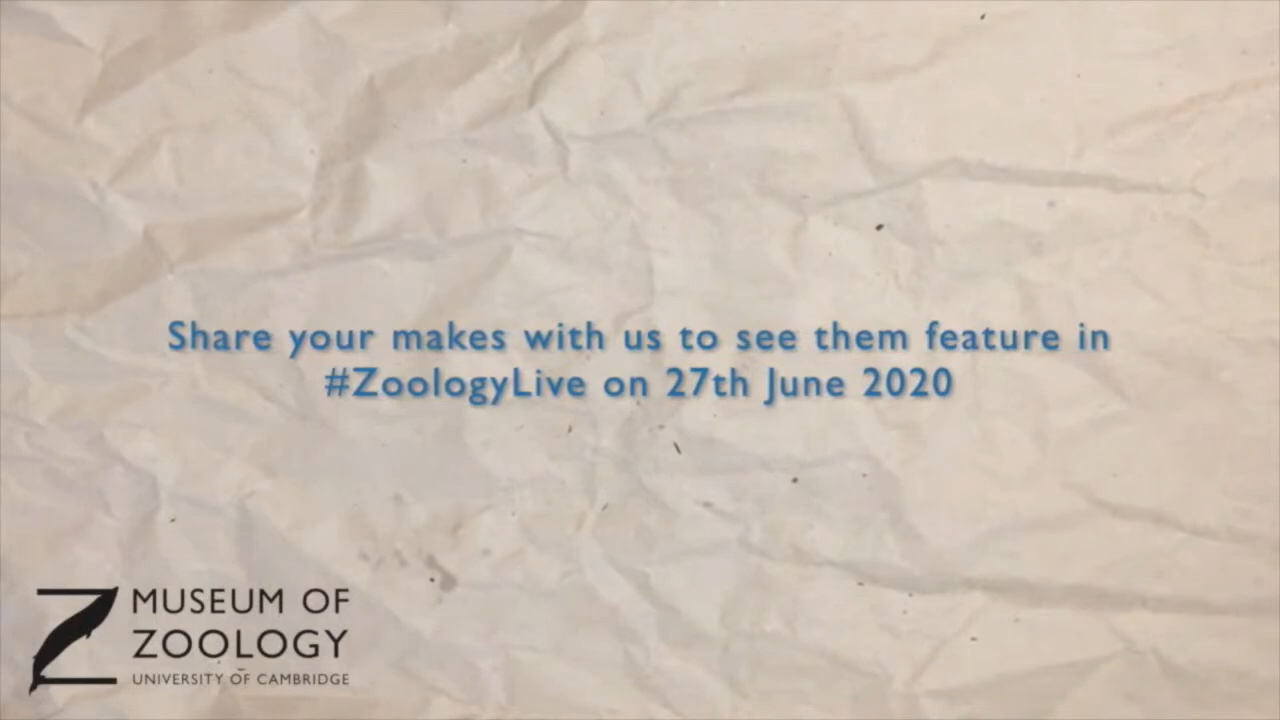 Share your makes with us to see them feature in
#ZoologyLive on 27th June 2020
MUSEUM OF
ZOOLOGY
UNIVERSITY OF CAMBRIDGE